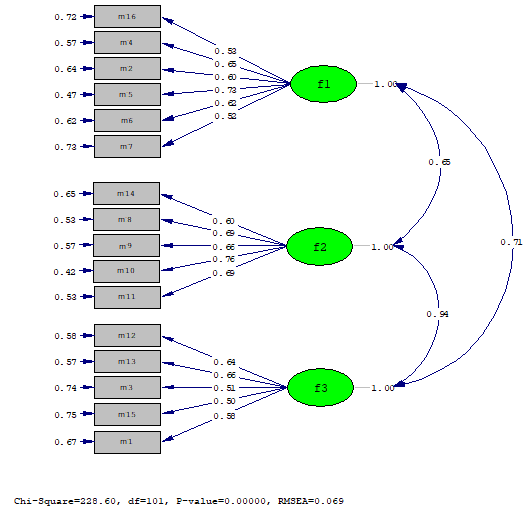 0.72 m16
0.57 m4
0.64 m2
0.47 m5
0.62 m6
0.73 m7
0.53
0.65
0.60
0.73
0.62
0.52
f1 1.00
0.65
0.71
0.65 m14
0.53 m8
0.57 m9
0.42 m10
0.53 m11
0.60
0.69
0.66
0.76
0.69
f2 1.00
0.94
0.58 m12
0.57 m13
0.74 m3
0.75 m15
0.67 m1
0.64
0.66
0.51
0.50
0.58
f3 1.00
Chi-Square=228.60, df=101, P-value=0.00000, RMSEA=0.069